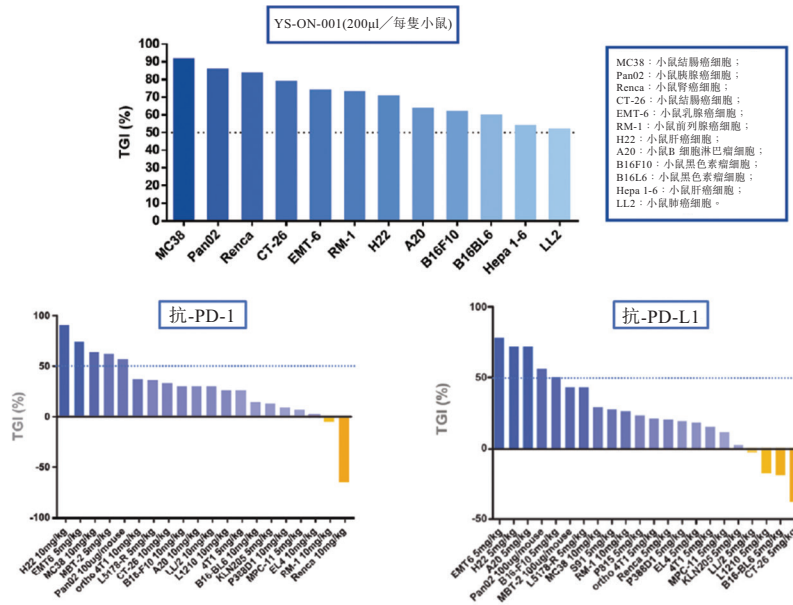 YS-ON-001(200μl／每隻小鼠)
TGI (%)
100
90
80
70
60
50
40
30
20
10
0
MC38
Pan02
Renca
CT-26
EMT-6
RM-1
H22
A20
B16F10
B16BL6
Hepa 1-6
LL2
MC38：小鼠結腸癌細胞；
Pan02：小鼠胰腺癌細胞；
Renca：小鼠腎癌細胞；
CT-26：小鼠結腸癌細胞；
EMT-6：小鼠乳腺癌細胞；
RM-1：小鼠前列腺癌細胞；
H22：小鼠肝癌細胞；
A20：小鼠B 細胞淋巴瘤細胞；
B16F10：小鼠黑色素瘤細胞；
B16L6：小鼠黑色素瘤細胞；
Hepa 1-6：小鼠肝癌細胞；
LL2：小鼠肺癌細胞。
抗-PD-1
TGI (%)
100
50
0
-50
-100
H22 10mg/kg
EMT6 5mg/kg
MC38 10mg/kg
MBT-2 5mg/kg
Pan02 100ug/mouse
ortho 4T1 10mg/kg
L5178-R 5mg/kg
CT-26 10mg/kg
B16-F10 10mg/kg
A20 10mg/kg
LL/2 10mg/kg
L1210 10mg/kg
4T1 5mg/kg
B16-BL6 10mg/kg
KLN205 5mg/kg
P388D1 10mg/kg
MPC-11 5mg/kg
EL4 10mg/kg
RM-1 10mg/kg
Renca 10mg/kg
抗-PD-L1
TGI (%)
100
50
0
-50
EMT6 5mg/kg
H22 5mg/kg
A20 5mg/kg
Pan02 100ug/mouse
B16-F10 5mg/kg
MBT-2 100ug/mouse
L5178-R 5mg/kg
MC38 10mg/kg
RM-1 10mg/kg
ortho 4T1 5mg/kg
P815 5mg/kg
Renca 5mg/kg
P388D1 5mg/kg
EL4 5mg/kg
4T1 5mg/kg
MPC-11 5mg/kg
KLN205 5mg/kg
LL/2 5mg/kg
L1210 5mg/kg
B16-BL6 5mg/kg
CT-26 5mg/kg